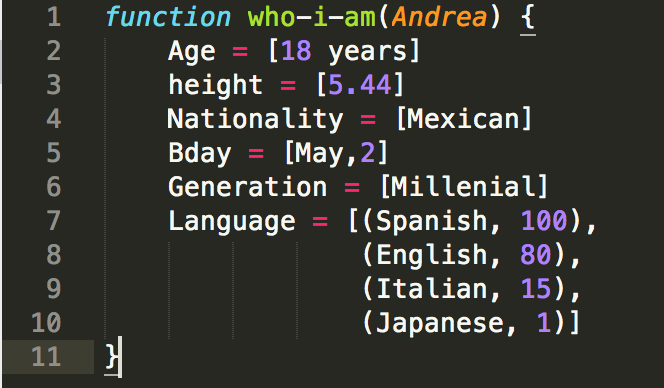 1 function who-i-am(Andrea) {
2 Age = [18 years]
3 height = [5.44]
4 Nationality = [Mexican]
5 Bday = [May,2]
6 Generation = [Millenial]
7 Language = [(Spanish, 100),
8 (English, 80),
9 (Italian, 15),
10 (Japanese, 1)]
11 }